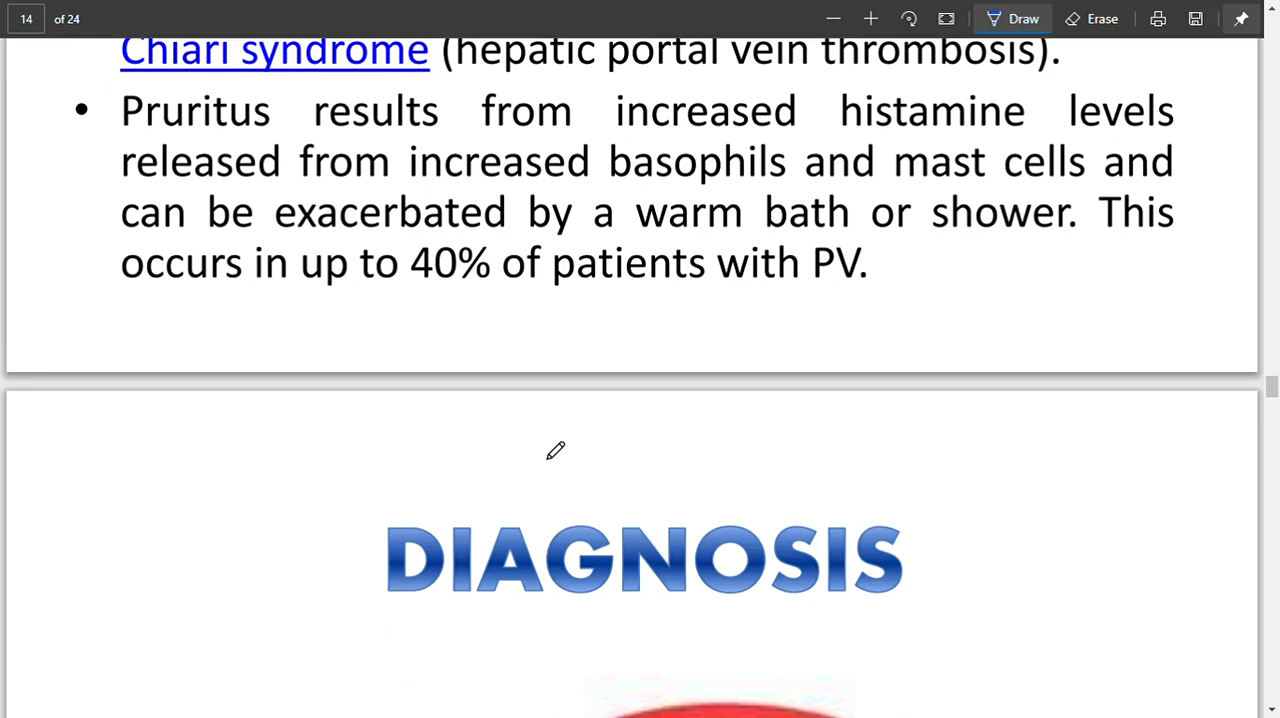 14 of 24 Draw Erase
Chiari syndrome (hepatic portal vein thrombosis).
• Pruritus results from increased histamine levels
released from increased basophils and mast cells and
can be exacerbated by a warm bath or shower. This
occurs in up to 40% of patients with PV.
DIAGNOSIS